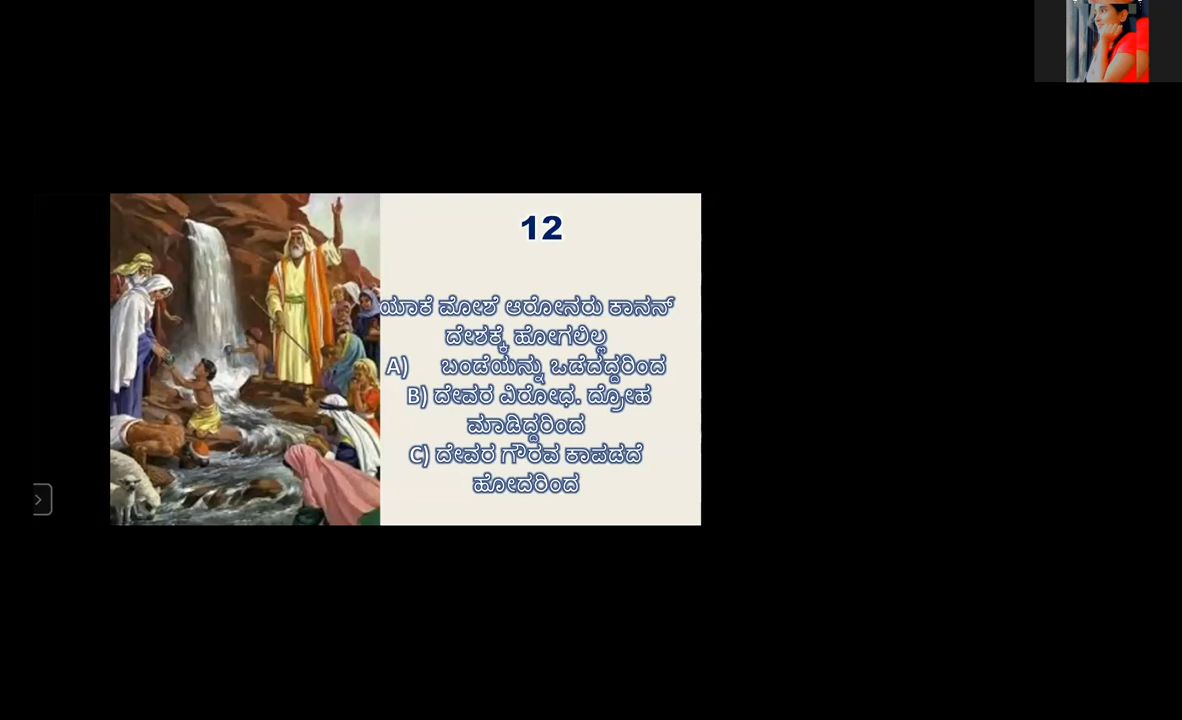 12
ಯಾಕೆ ಮೋಶೆ ಆರೋನರು ಕಾನನ್
ದೇಶಕ್ಕೆ ಹೋಗಲಿಲ್ಲ
A) ಬಂಡೆಯನ್ನು ಒಡೆದದ್ದರಿಂದ
B) ದೇವರ ವಿರೋಧ. ದ್ರೋಹ
ಮಾಡಿದ್ದರಿಂದ
C) ದೇವರ ಗೌರವ ಕಾಪಡದೆ
ಹೋದರಿಂದ